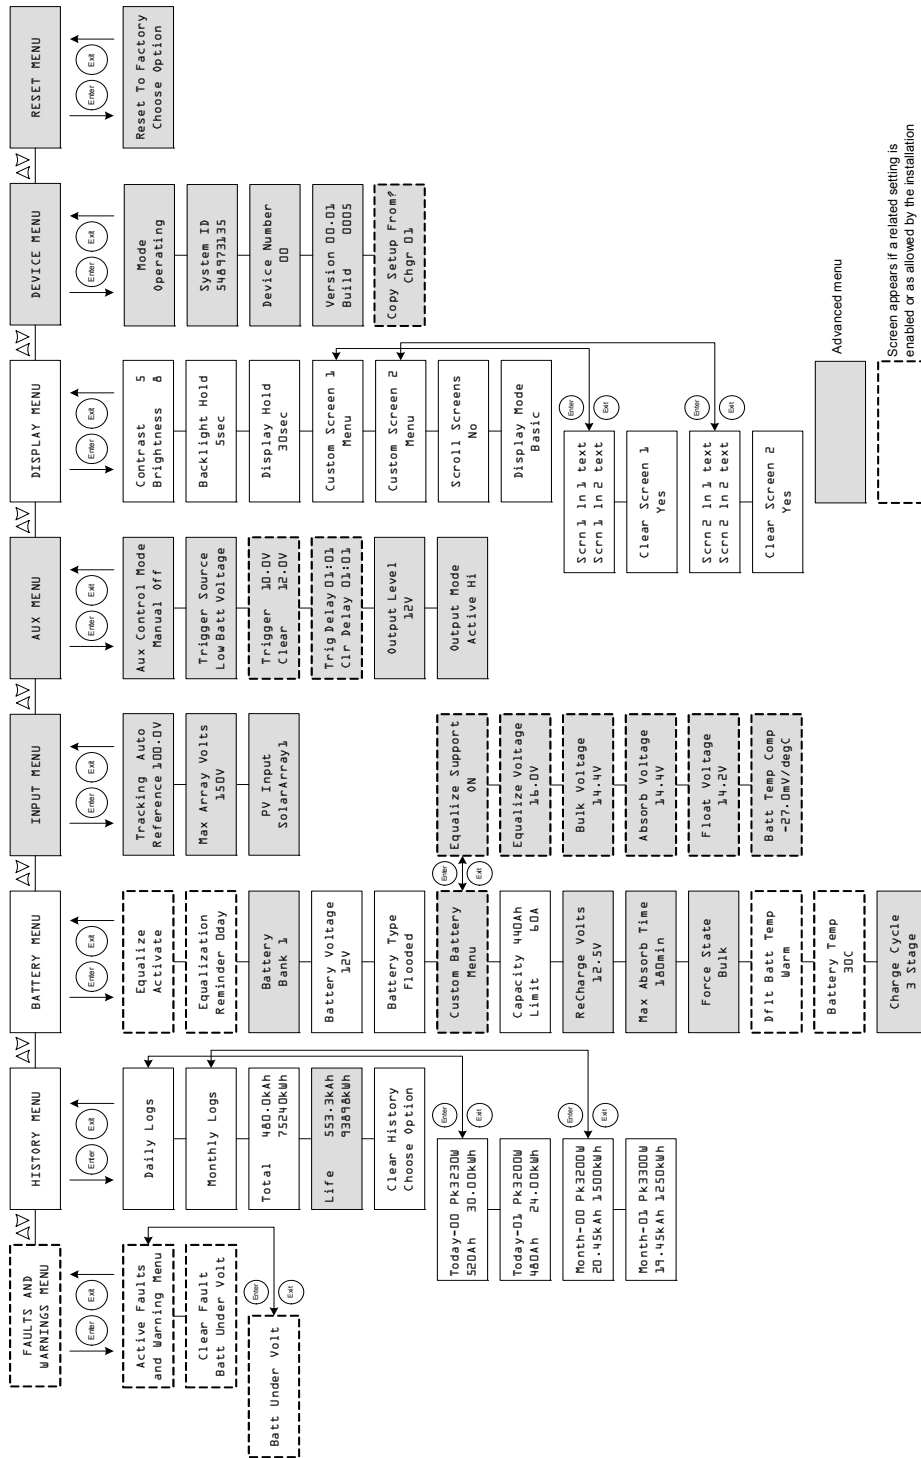 FAULTS AND
WARNINGS MENU
Enter
Exit
Active Faults
and Warning Menu
Clear Fault
Batt Under Volt
Enter
Exit
Batt Under Volt
HISTORY MENU
Enter
Exit
Daily Logs
Monthly Logs
Total 480.0kAh
75240kWh
Life 553.3kAh
93898kWh
Clear History
Choose Option
Enter
Exit
Today-00 Pk3230W
520Ah 30.00kWh
Today-01 Pk3200W
480Ah 24.00kWh
Enter
Exit
Month-00 Pk3200W
20.45kAh 1500kWh
Month-01 Pk3300W
19.45kAh 1250kWh
BATTERY MENU
Enter
Exit
Equalize
Activate
Equalization
Reminder 0day
Battery
Bank 1
Battery Voltage
12V
Battery Type
Flooded
Custom Battery
Menu
Enter
Exit
Equalize Support
ON
Equalize Voltage
16.0V
Bulk Voltage
14.4V
Absorb Voltage
14.4V
Float Voltage
14.2V
Batt Temp Comp
-27.0mV/degC
Capacity 440Ah
Limit 60A
ReCharge Volts
12.5V
Max Absorb Time
180min
Force State
Bulk
Dflt Batt Temp
Warm
Battery Temp
30C
Charge Cycle
3 Stage
INPUT MENU
Enter
Exit
Tracking Auto
Reference 100.0V
Max Array Volts
150V
PV Input
SolarArray1
AUX MENU
Enter
Exit
Aux Control Mode
Manual Off
Trigger Source
Low Batt Voltage
Trigger 10.0V
Clear 12.0V
Trig Delay 01:01
Clr Delay 01:01
Output Level
12V
Output Mode
Active Hi
DISPLAY MENU
Enter
Exit
Contrast 5
Brightness 8
Backlight Hold
5sec
Display Hold
30sec
Custom Screen 1
Menu
Custom Screen 2
Menu
Scroll Screens
No
Display Mode
Basic
Enter
Exit
Scrn 1 ln 1 text
Scrn 1 ln 2 text
Clear Screen 1
Yes
Enter
Exit
Scrn 2 ln 1 text
Scrn 2 ln 2 text
Clear Screen 2
Yes
DEVICE MENU
Enter
Exit
Mode
Operating
System ID
548973135
Device Number
00
Version 00.01
Build 0005
Copy Setup From?
Chgr 01
RESET MENU
Enter
Exit
Reset To Factory
Choose Option
Advanced menu
Screen appears if a related setting is
enabled or as allowed by the installation